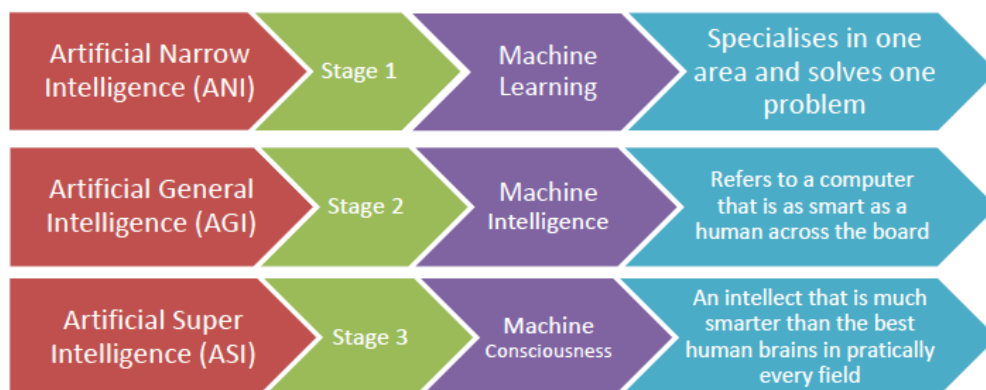 Artificial Narrow
Intelligence (ANI)
Stage 1
Machine
Learning
Specialises in one
area and solves one
problem
Artificial General
Intelligence (AGI)
Stage 2
Machine
Intelligence
Refers to a computer
that is as smart as a
human across the board
Artificial Super
Intelligence (ASI)
Stage 3
Machine
Consciousness
An intellect that is much
smarter than the best
human brains in pratically
every field